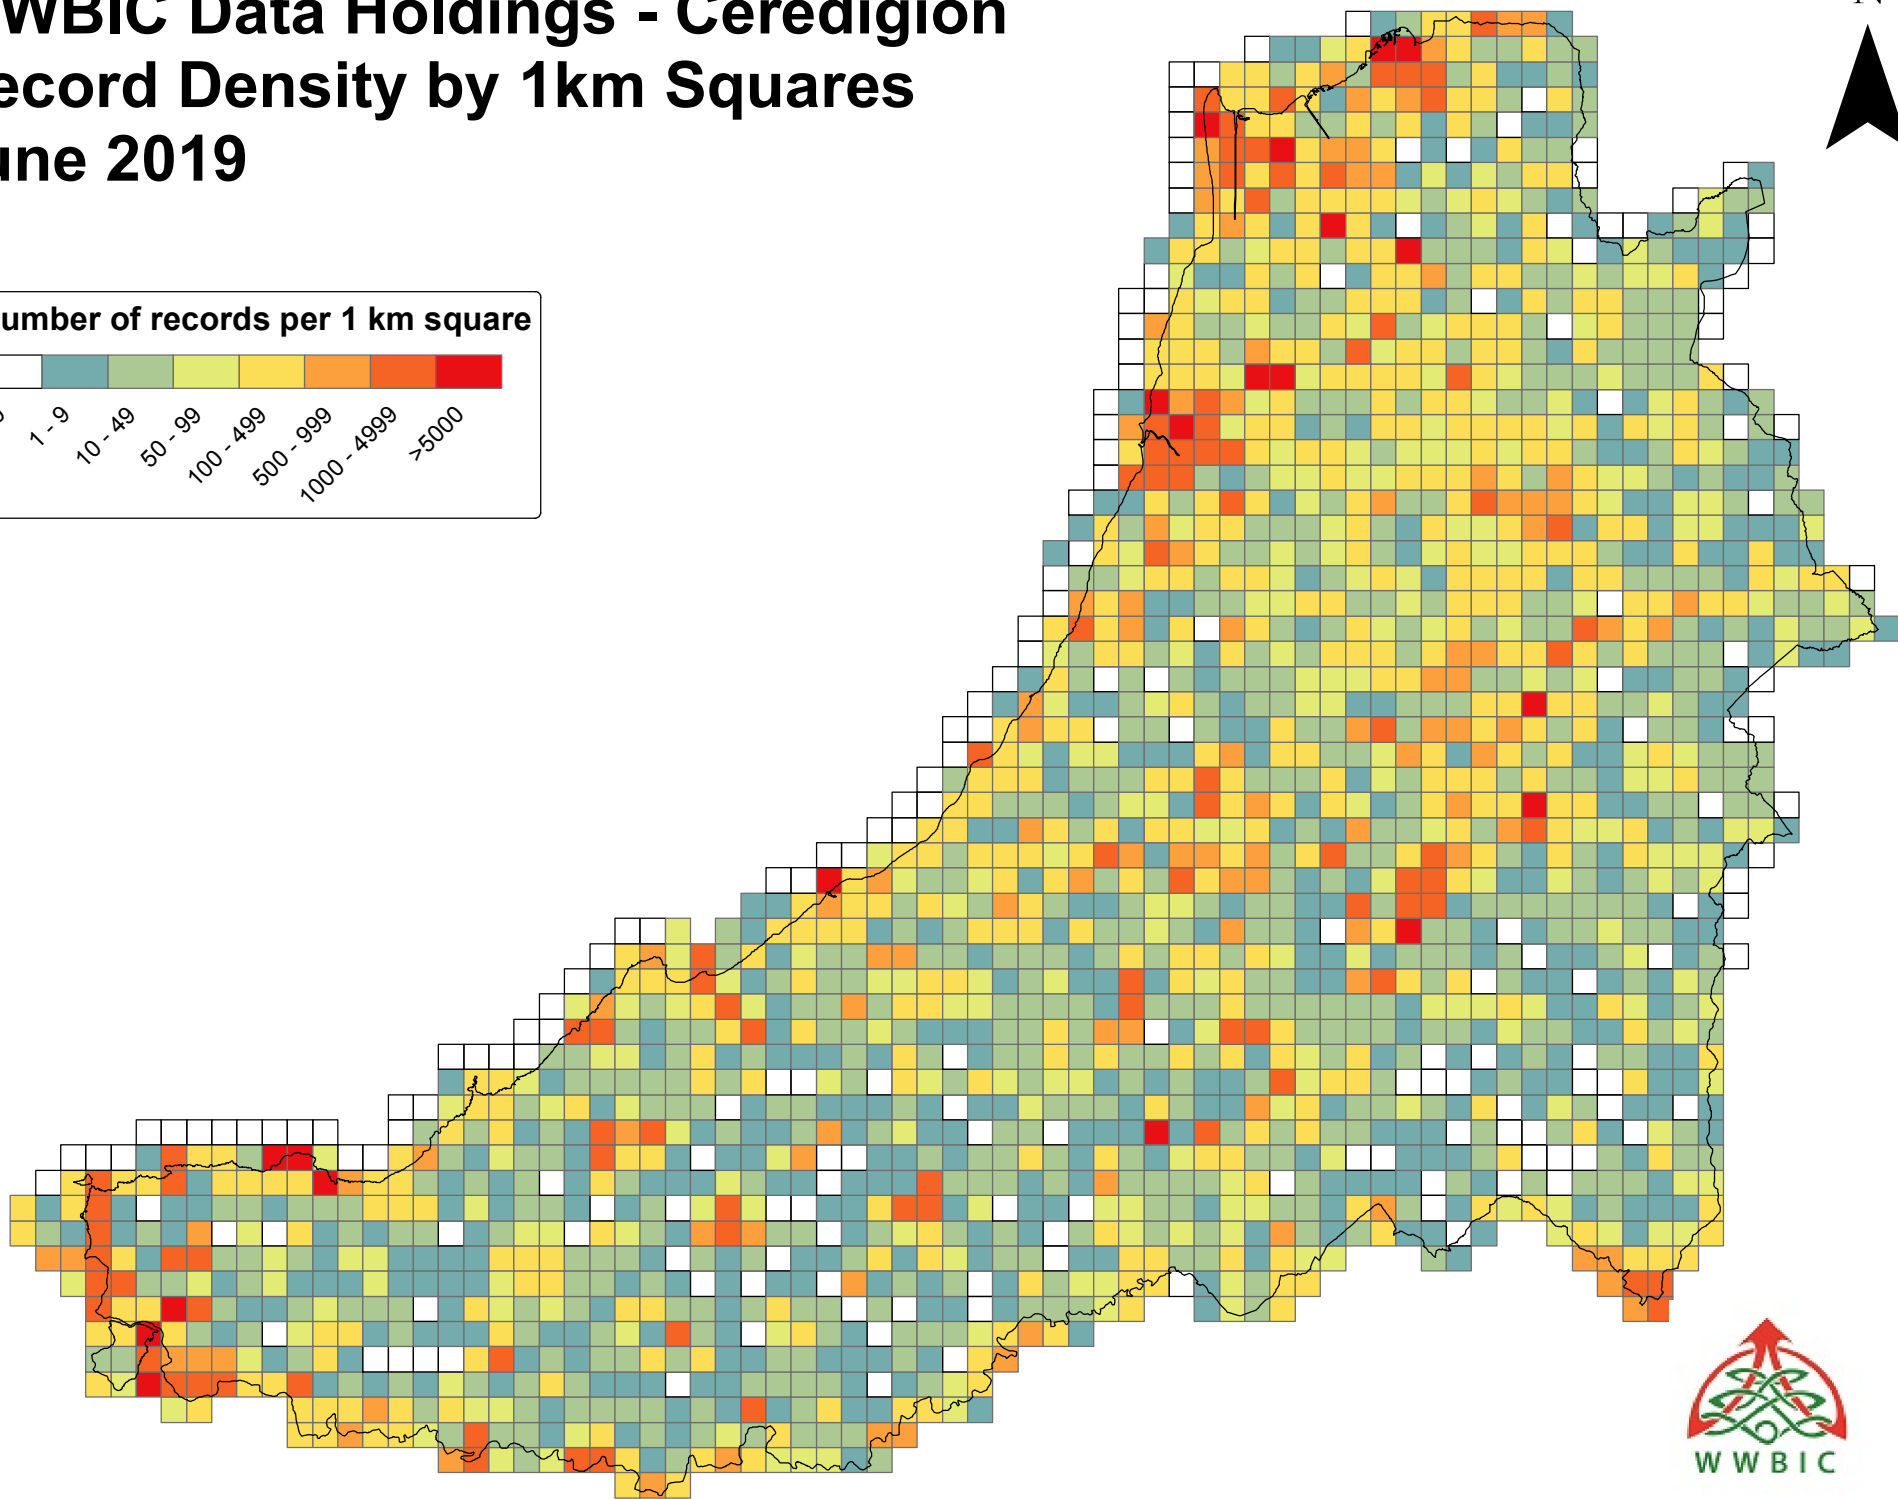 WBIC Data Holdings - Ceredigion
ecord Density by 1km Squares
une 2019
umber of records per 1 km square
1 - 9
10 - 49
50 - 99
100 - 499
500 - 999
1000 - 4999
>5000
WWBIC